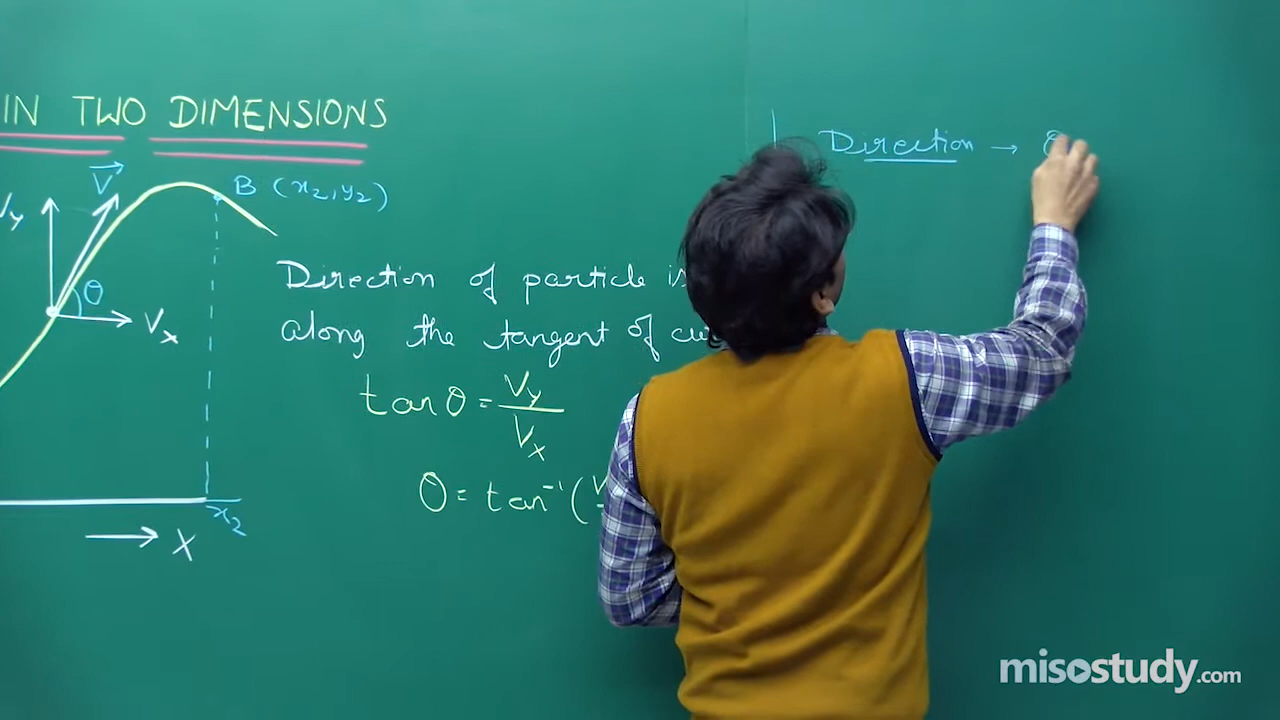 IN TWO DIMENSIONS
V
B (x₂, y₂)
Vy
θ
Vx
x₂
X
Direction of particle is
along the tangent of
tan θ = Vy / Vx
θ = tan⁻¹ (
Direction →
misostudy.com